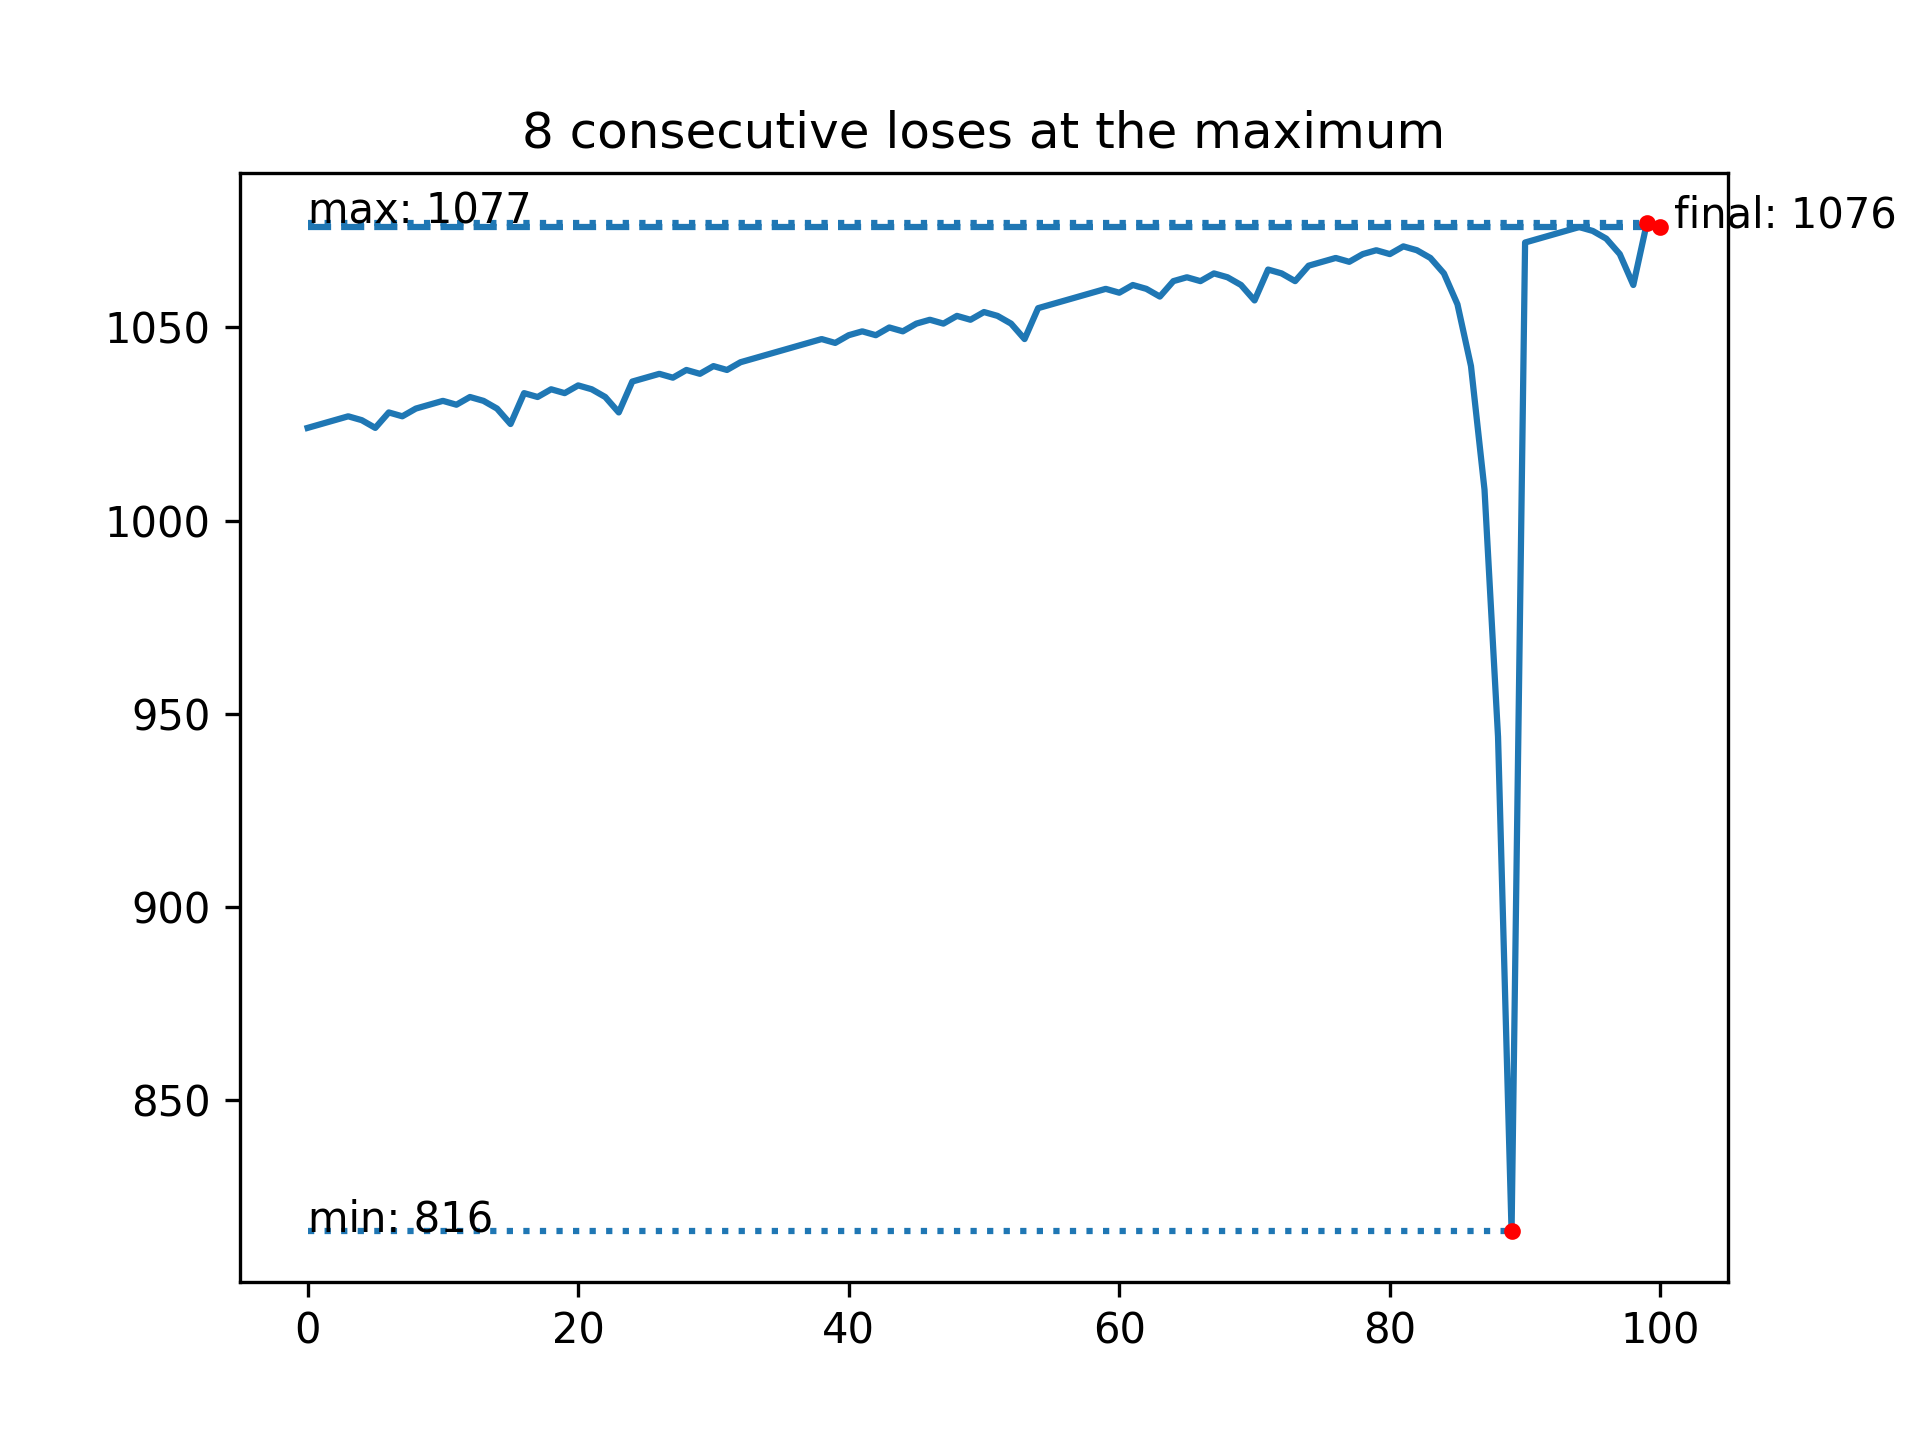 8 consecutive loses at the maximum
max: 1077
final: 1076
1050
1000
950
900
850
min: 816
0 20 40 60 80 100